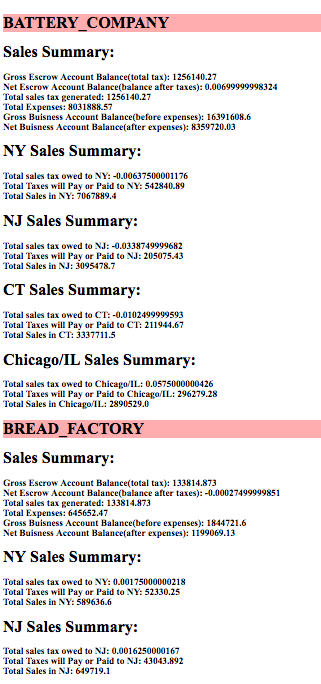 BATTERY_COMPANY
Sales Summary:
Gross Escrow Account Balance(total tax): 1256140.27
Net Escrow Account Balance(balance after taxes): 0.00699999998324
Total sales tax generated: 1256140.27
Total Expenses: 8031888.57
Gross Buisness Account Balance(before expenses): 16391608.6
Net Buisness Account Balance(after expenses): 8359720.03
NY Sales Summary:
Total sales tax owed to NY: -0.00637500001176
Total Taxes will Pay or Paid to NY: 542840.89
Total Sales in NY: 7067889.4
NJ Sales Summary:
Total sales tax owed to NJ: -0.0338749999682
Total Taxes will Pay or Paid to NJ: 205075.43
Total Sales in NJ: 3095478.7
CT Sales Summary:
Total sales tax owed to CT: -0.0102499999593
Total Taxes will Pay or Paid to CT: 211944.67
Total Sales in CT: 3337711.5
Chicago/IL Sales Summary:
Total sales tax owed to Chicago/IL: 0.0575000000426
Total Taxes will Pay or Paid to Chicago/IL: 296279.28
Total Sales in Chicago/IL: 2890529.0
BREAD_FACTORY
Sales Summary:
Gross Escrow Account Balance(total tax): 133814.873
Net Escrow Account Balance(balance after taxes): -0.00027499999851
Total sales tax generated: 133814.873
Total Expenses: 645652.47
Gross Buisness Account Balance(before expenses): 1844721.6
Net Buisness Account Balance(after expenses): 1199069.13
NY Sales Summary:
Total sales tax owed to NY: 0.00175000000218
Total Taxes will Pay or Paid to NY: 52330.25
Total Sales in NY: 589636.6
NJ Sales Summary:
Total sales tax owed to NJ: 0.0016250000167
Total Taxes will Pay or Paid to NJ: 43043.892
Total Sales in NJ: 649719.1